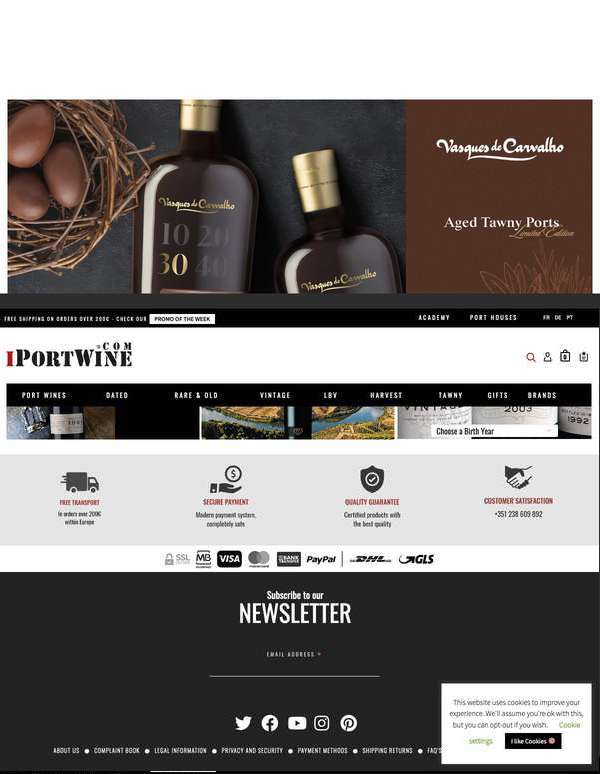 Vasques de Carvalho
Aged Tawny Ports
Limited Edition
Vasques de Carvalho
10 20
30 40
Vasques de Carvalho
FREE SHIPPING ON ORDERS OVER 200€ - CHECK OUR PROMO OF THE WEEK
ACADEMY PORT HOUSES FR DE PT
iPORTWINE .COM
0
PORT WINES DATED RARE & OLD VINTAGE LBV HARVEST TAWNY GIFTS BRANDS
VINTAGE
2003
1992
Choose a Birth Year
FREE TRANSPORT
In orders over 200€
within Europe
SECURE PAYMENT
Modern payment system,
completely safe
QUALITY GUARANTEE
Certified products with
the best quality
CUSTOMER SATISFACTION
+351 238 609 892
SSL MB VISA mastercard BANK TRANSFER PayPal DHL GLS
Subscribe to our
NEWSLETTER
EMAIL ADDRESS *
This website uses cookies to improve your
experience. We'll assume you're ok with this,
but you can opt-out if you wish. Cookie
settings I like Cookies
ABOUT US COMPLAINT BOOK LEGAL INFORMATION PRIVACY AND SECURITY PAYMENT METHODS SHIPPING RETURNS FAQ'S